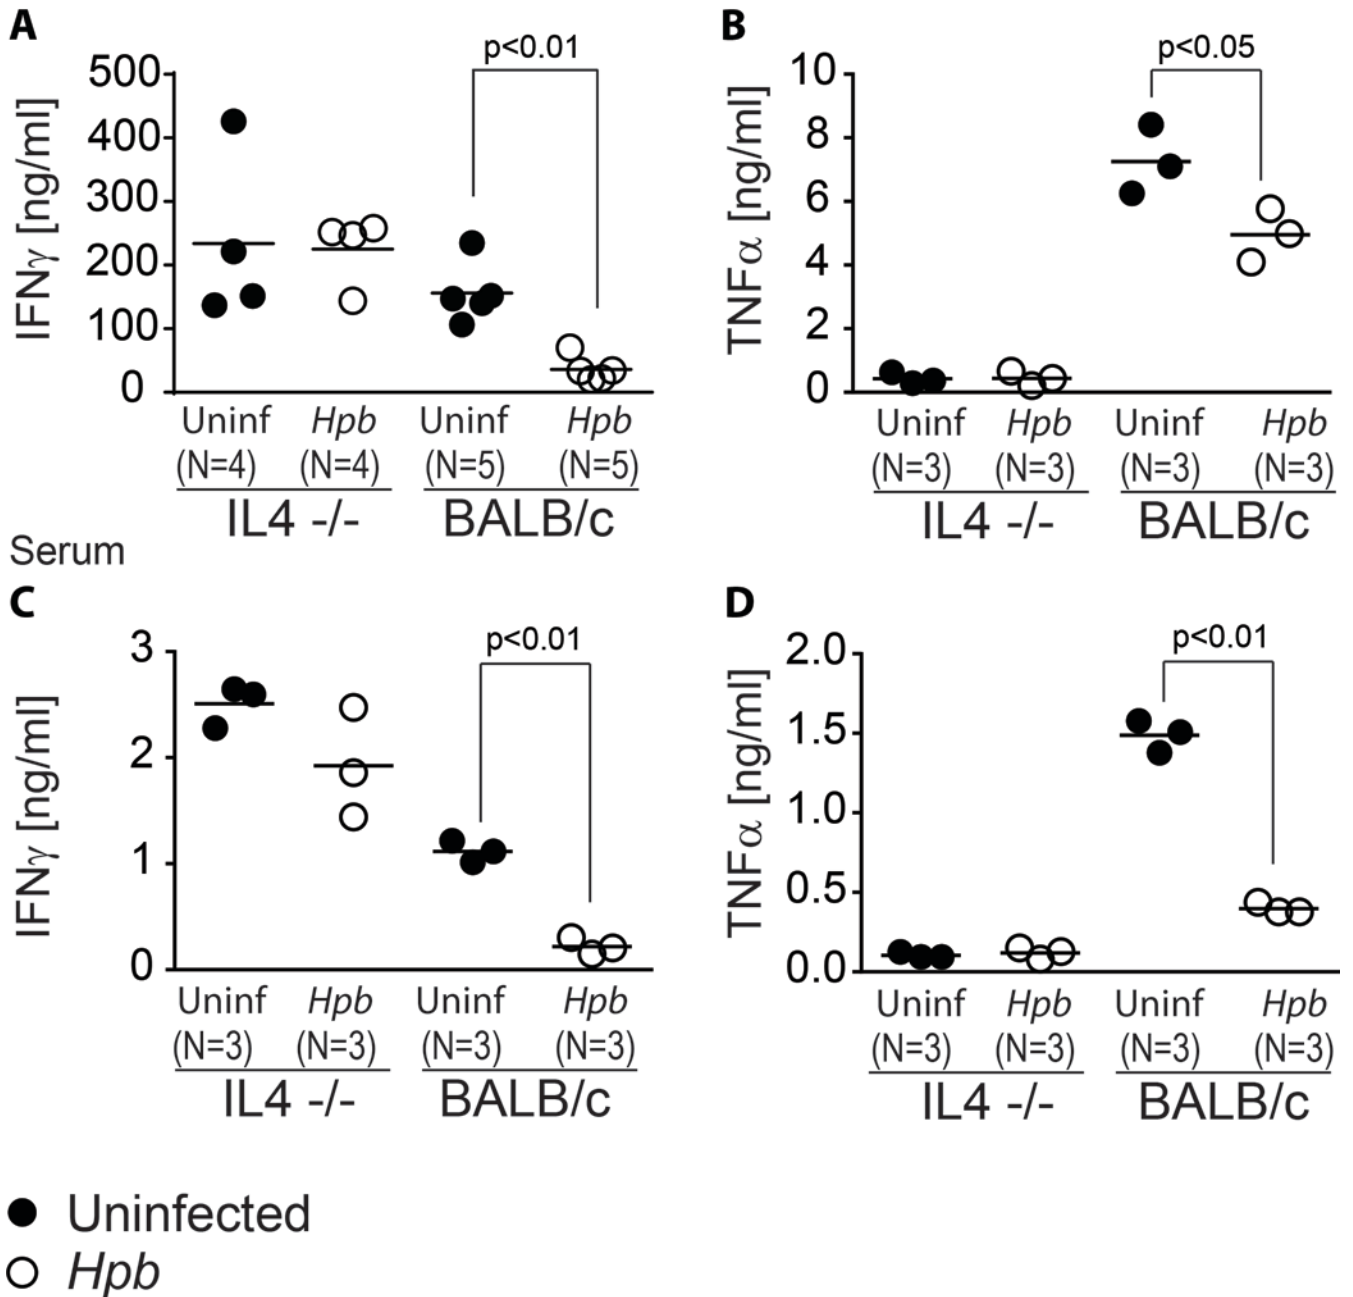 A
p<0.01
IFNγ [ng/ml]
500
400
300
200
100
0
Uninf Hpb Uninf Hpb
(N=4) (N=4) (N=5) (N=5)
IL4 -/- BALB/c
B
p<0.05
TNFα [ng/ml]
10
8
6
4
2
0
Uninf Hpb Uninf Hpb
(N=3) (N=3) (N=3) (N=3)
IL4 -/- BALB/c
Serum
C
p<0.01
IFNγ [ng/ml]
3
2
1
0
Uninf Hpb Uninf Hpb
(N=3) (N=3) (N=3) (N=3)
IL4 -/- BALB/c
D
p<0.01
TNFα [ng/ml]
2.0
1.5
1.0
0.5
0.0
Uninf Hpb Uninf Hpb
(N=3) (N=3) (N=3) (N=3)
IL4 -/- BALB/c
Uninfected
Hpb